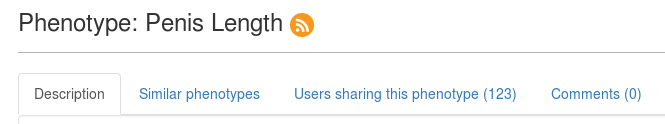 Phenotype: Penis Length
Description Similar phenotypes Users sharing this phenotype (123) Comments (0)